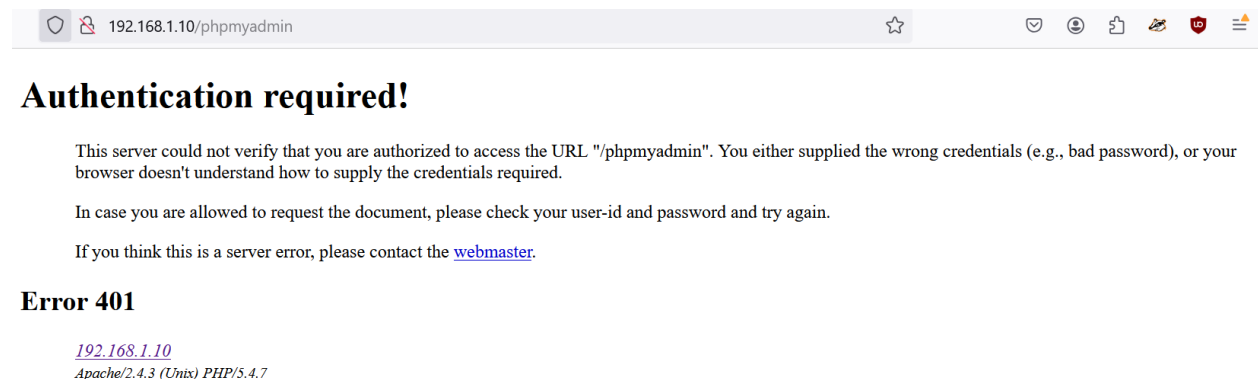 192.168.1.10/phpmyadmin
Authentication required!
This server could not verify that you are authorized to access the URL "/phpmyadmin". You either supplied the wrong credentials (e.g., bad password), or your
browser doesn't understand how to supply the credentials required.
In case you are allowed to request the document, please check your user-id and password and try again.
If you think this is a server error, please contact the webmaster.
Error 401
192.168.1.10
Apache/2.4.3 (Unix) PHP/5.4.7